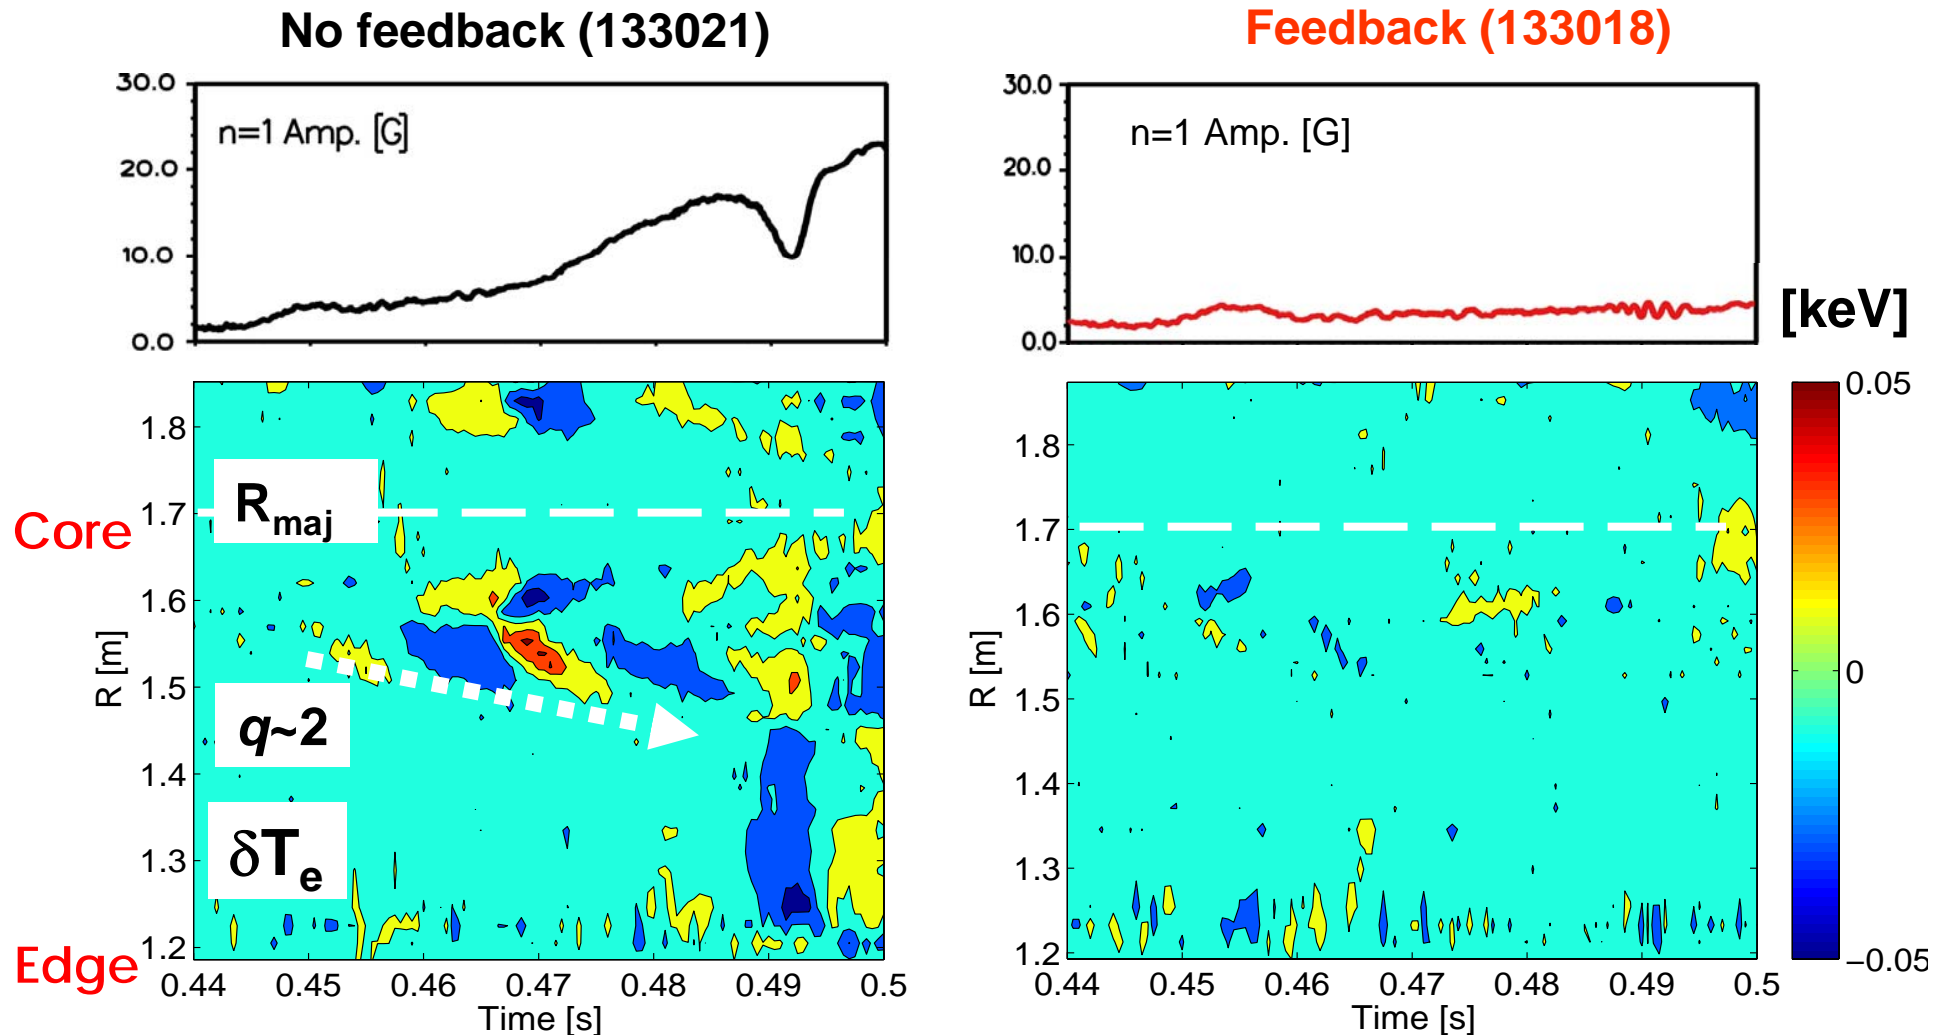 No feedback (133021)
Feedback (133018)
30.0
20.0
10.0
0.0
n=1 Amp. [G]
30.0
20.0
10.0
0.0
n=1 Amp. [G]
[keV]
Core
Edge
R [m]
1.8
1.7
1.6
1.5
1.4
1.3
1.2
Rmaj
q~2
δTe
0.44 0.45 0.46 0.47 0.48 0.49 0.5
Time [s]
R [m]
1.8
1.7
1.6
1.5
1.4
1.3
1.2
0.44 0.45 0.46 0.47 0.48 0.49 0.5
Time [s]
0.05
0
−0.05